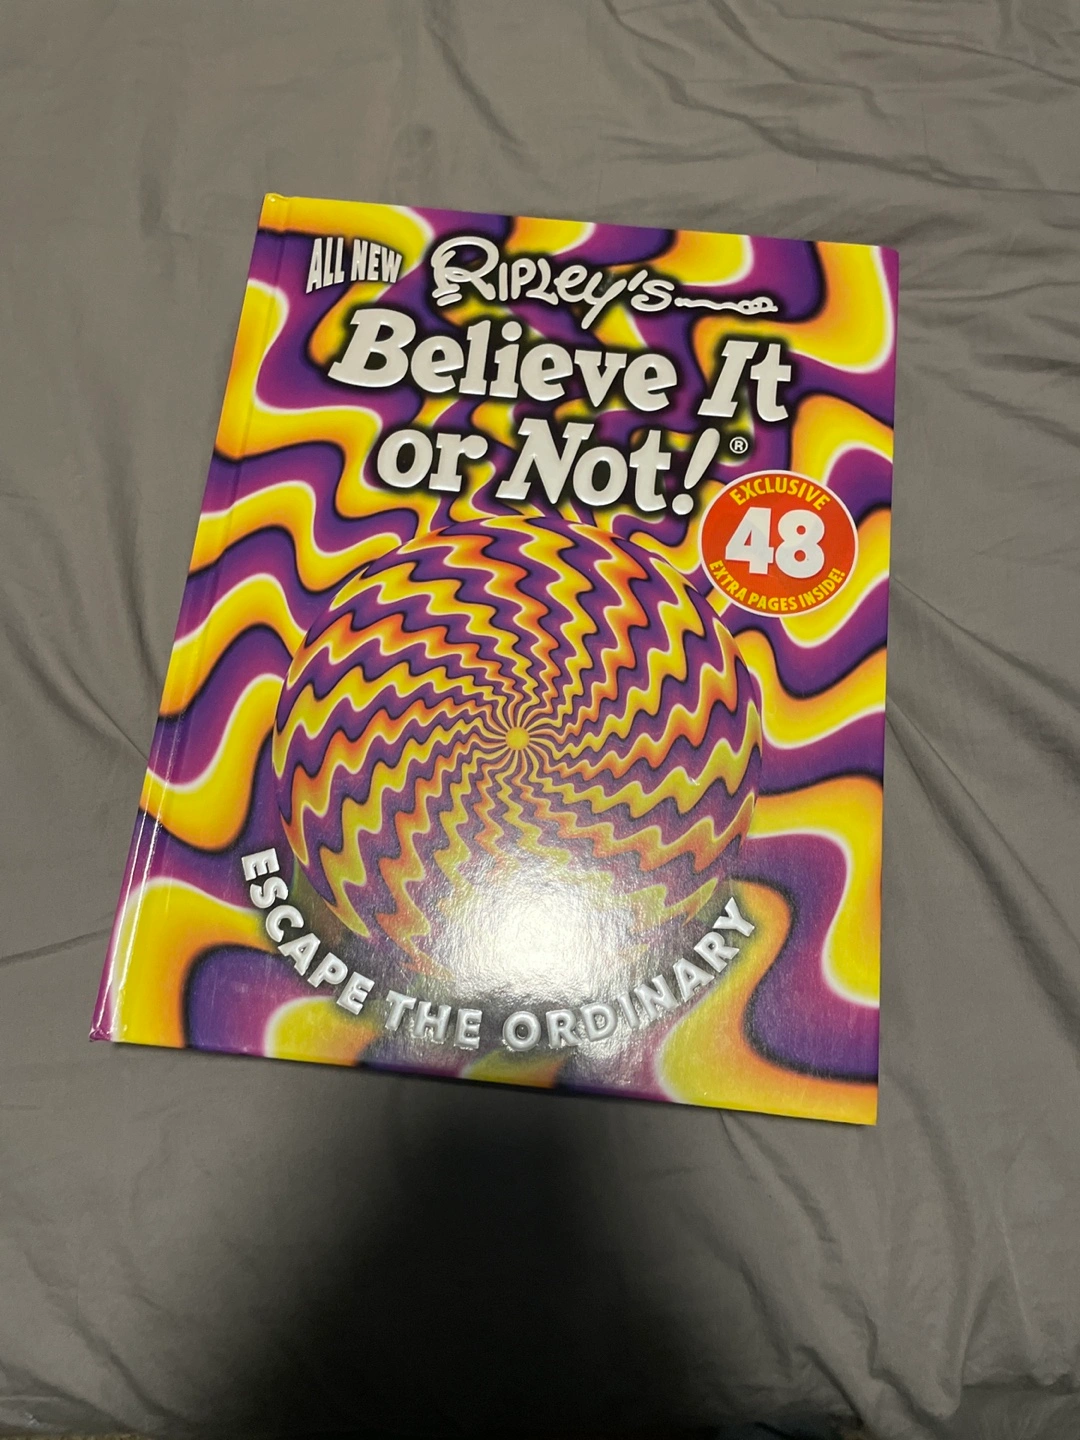 ALL NEW
RIPLEY's
Believe It
or Not!®
EXCLUSIVE
48
EXTRA PAGES INSIDE!
ESCAPE THE ORDINARY